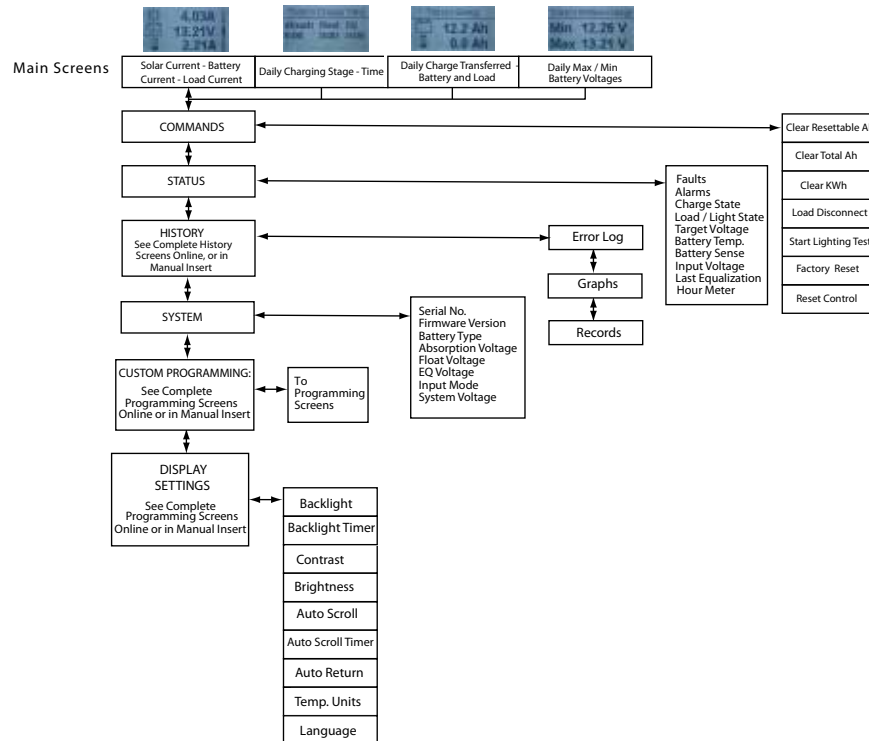 4.03A
13.21V
2.21A
12.2 Ah
0.0 Ah
Min 12.26 V
Max 13.21 V
Main Screens
Solar Current - Battery
Current - Load Current
Daily Charging Stage - Time
Daily Charge Transferred -
Battery and Load
Daily Max / Min
Battery Voltages
COMMANDS
Clear Resettable Ah
Clear Total Ah
Clear KWh
Load Disconnect
Start Lighting Test
Factory Reset
Reset Control
STATUS
Faults
Alarms
Charge State
Load / Light State
Target Voltage
Battery Temp.
Battery Sense
Input Voltage
Last Equalization
Hour Meter
HISTORY
See Complete History
Screens Online, or in
Manual Insert
Error Log
Graphs
Records
SYSTEM
Serial No.
Firmware Version
Battery Type
Absorption Voltage
Float Voltage
EQ Voltage
Input Mode
System Voltage
CUSTOM PROGRAMMING:
See Complete
Programming Screens
Online or in Manual Insert
To
Programming
Screens
DISPLAY
SETTINGS
See Complete
Programming Screens
Online or in Manual Insert
Backlight
Backlight Timer
Contrast
Brightness
Auto Scroll
Auto Scroll Timer
Auto Return
Temp. Units
Language